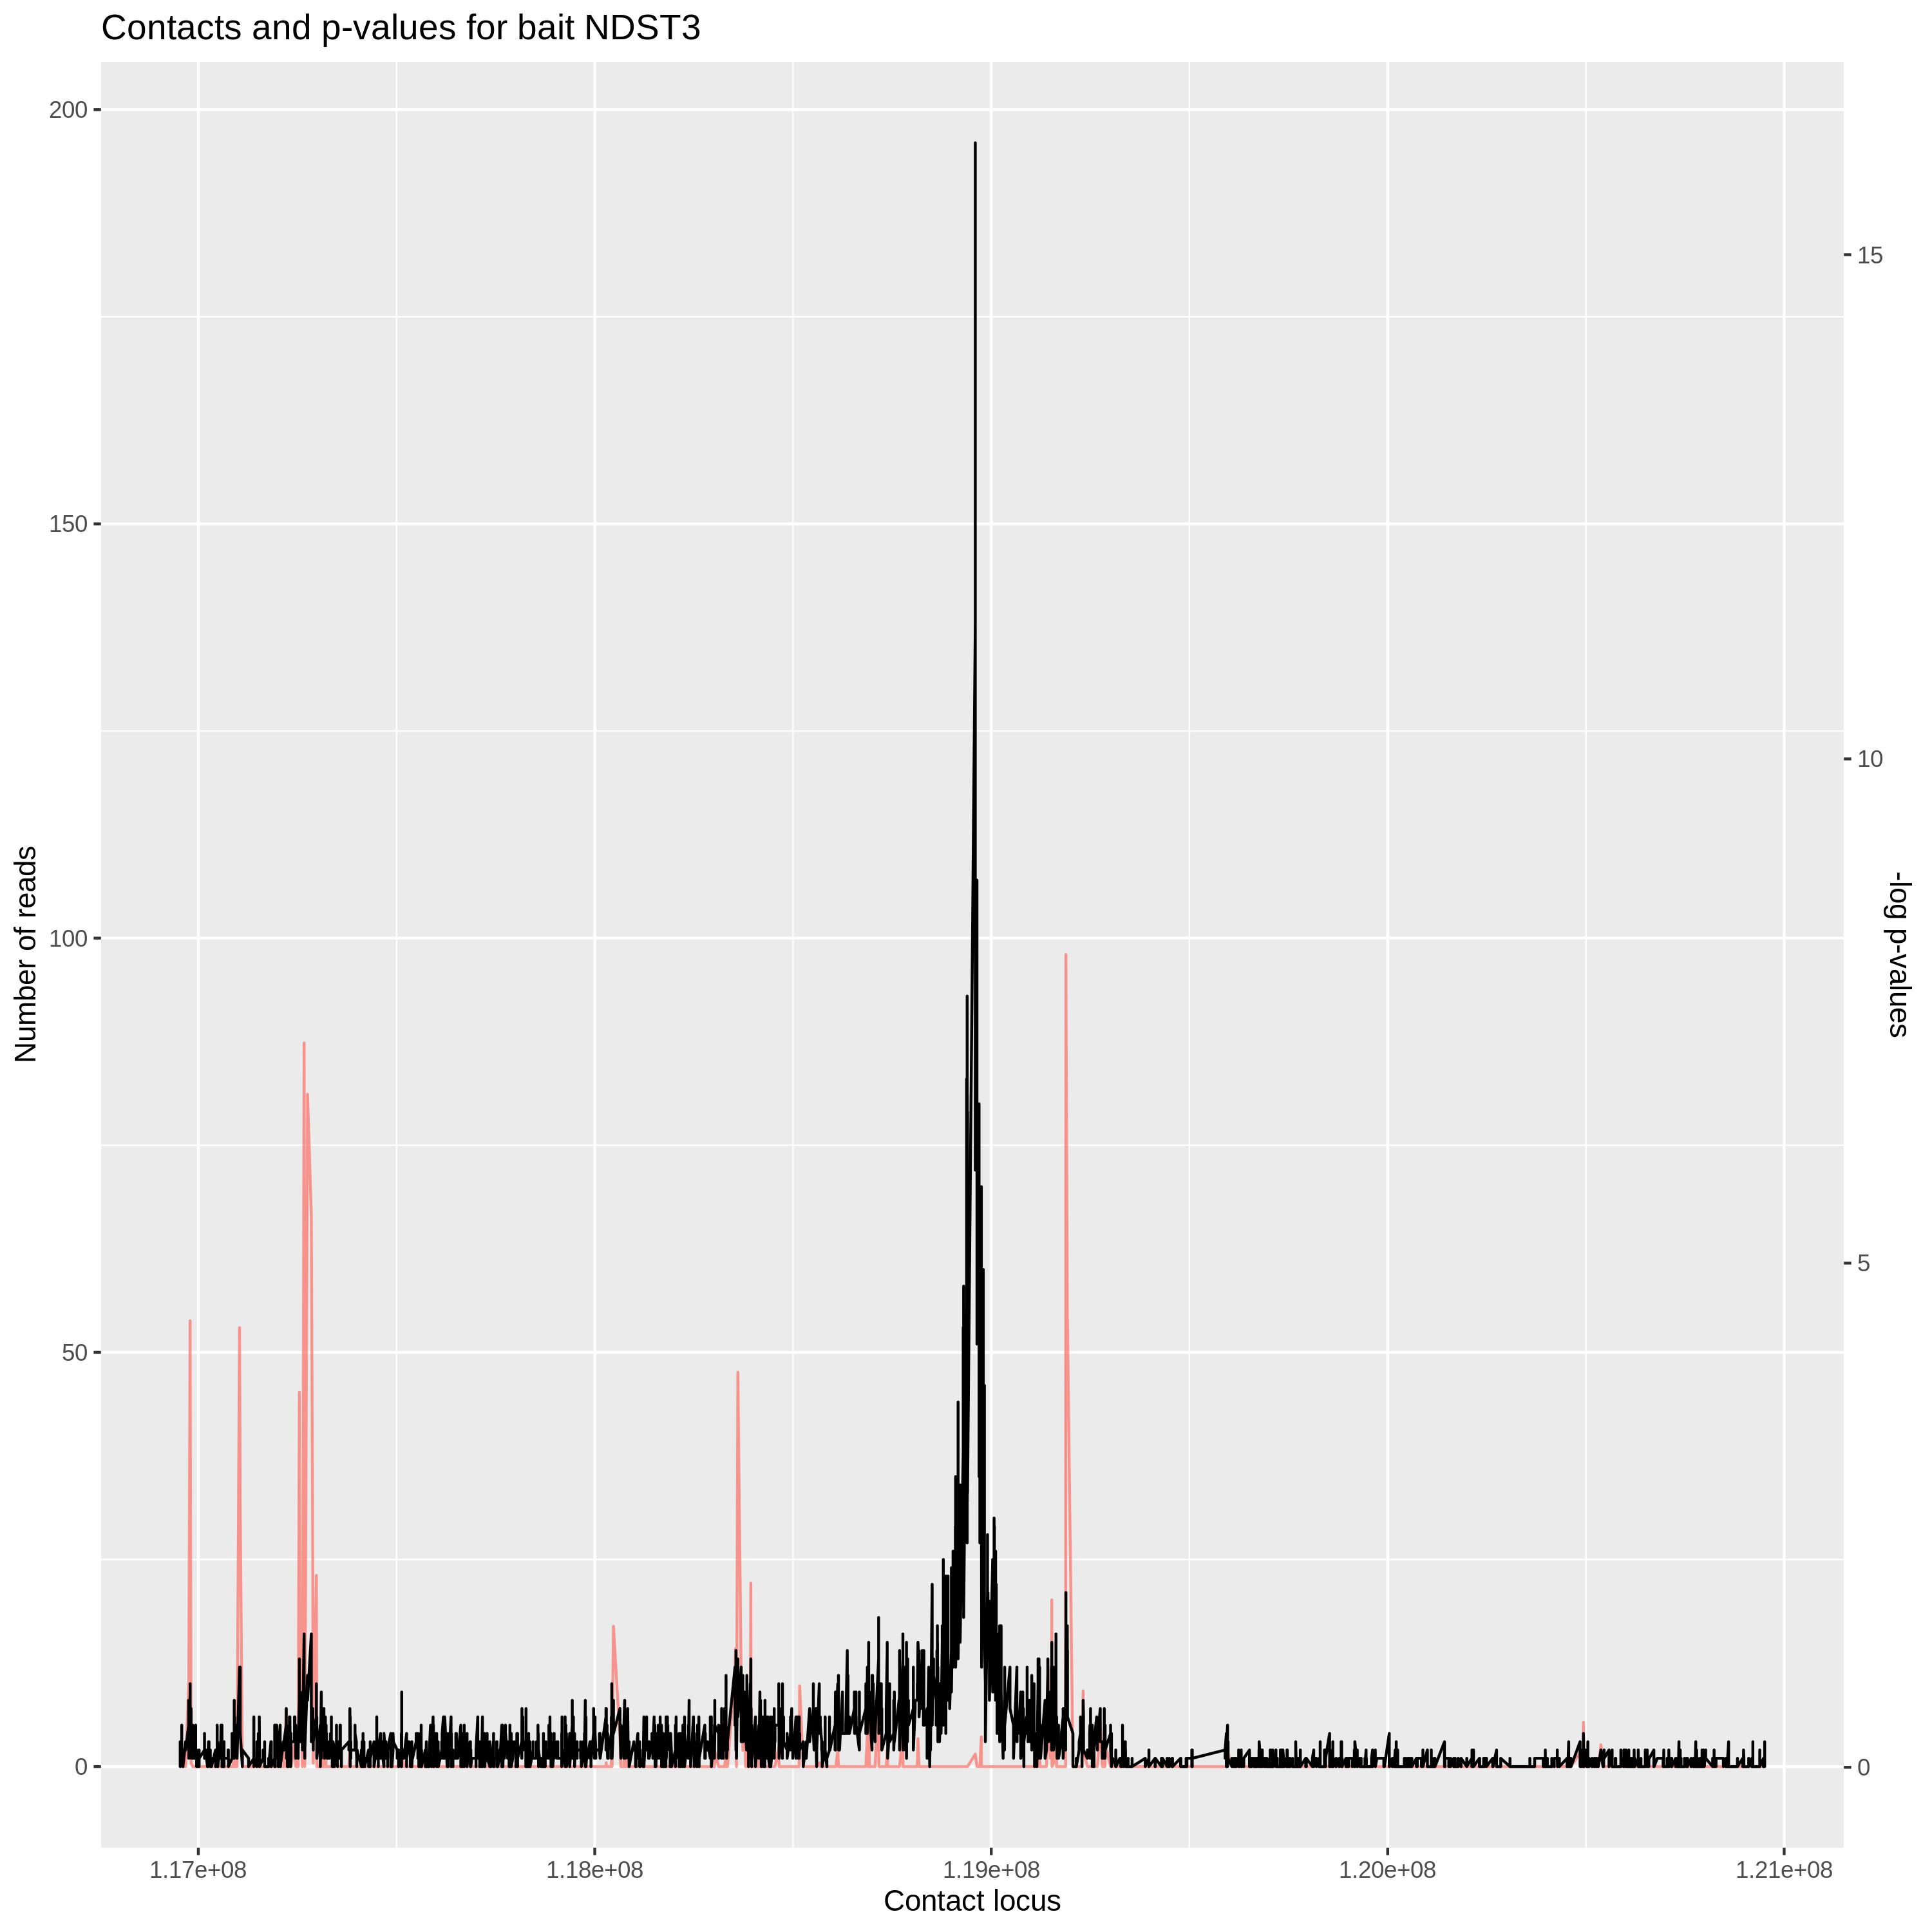 Contacts and p-values for bait NDST3
200
150
100
50
0
Number of reads
15
10
5
0
-log p-values
1.17e+08
1.18e+08
1.19e+08
1.20e+08
1.21e+08
Contact locus